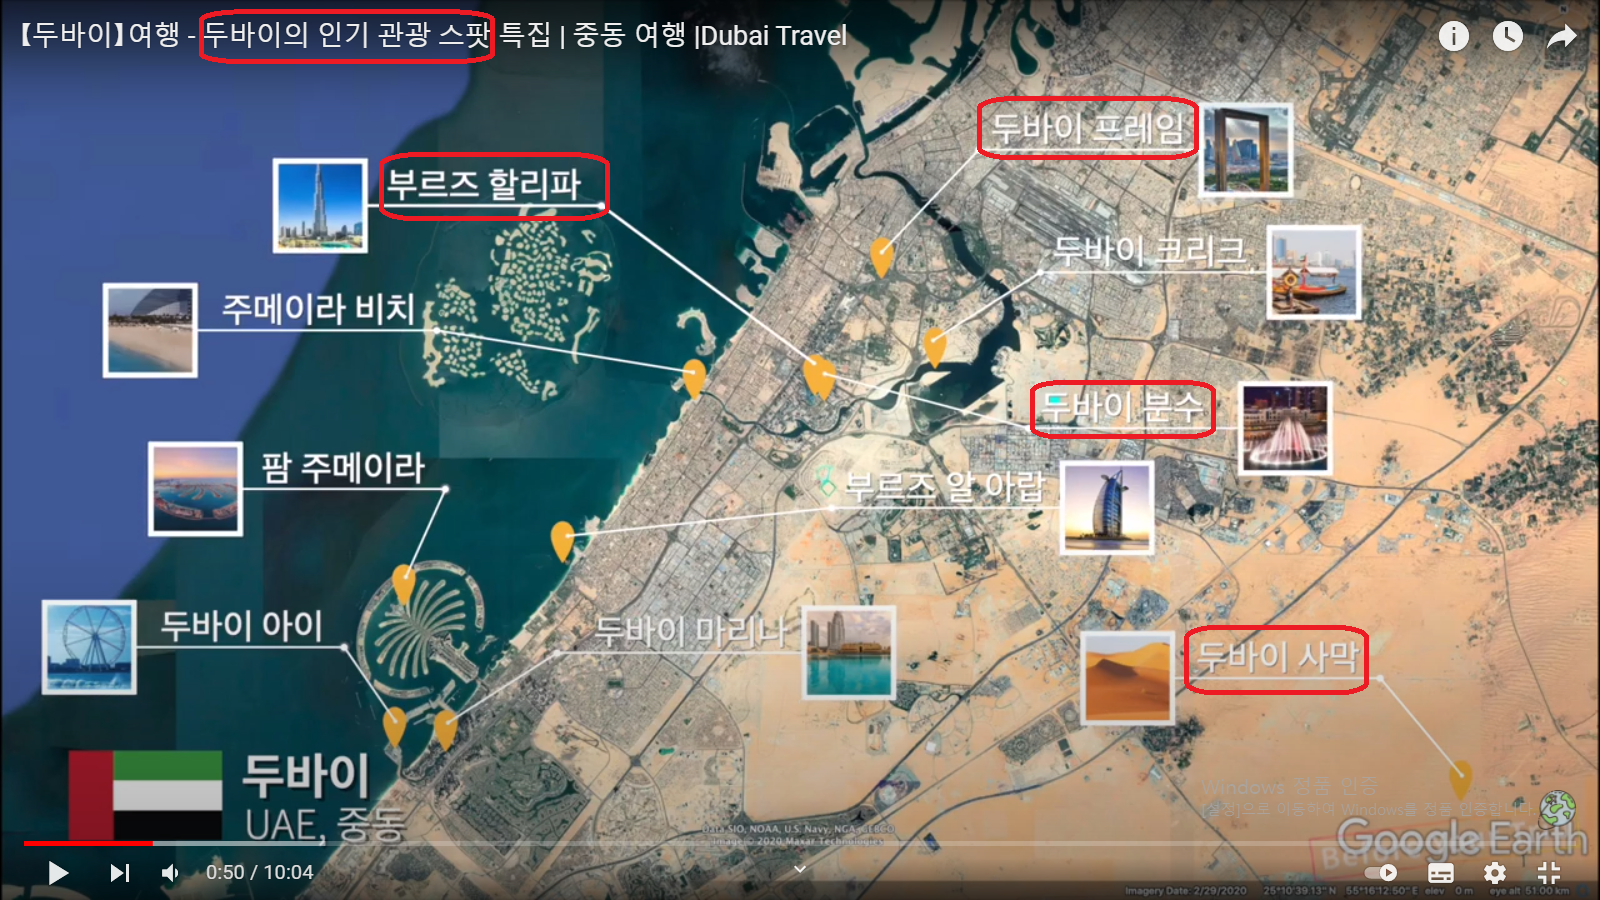 【두바이】여행 - 두바이의 인기 관광 스팟 특집 | 중동 여행 |Dubai Travel
두바이 프레임
부르즈 할리파
두바이 크리크
주메이라 비치
두바이 분수
팜 주메이라
부르즈 알 아랍
두바이 아이
두바이 마리나
두바이 사막
두바이
UAE, 중동
Windows 정품 인증
[설정]으로 이동하여 Windows를 정품 인증합니다.
Data SIO, NOAA, U.S. Navy, NGA, GEBCO
Image © 2020 Maxar Technologies
Google Earth
0:50 / 10:04
Imagery Date: 2/29/2020 25°10'39.13" N 55°16'12.50" E elev 0 m eye alt 51.00 km